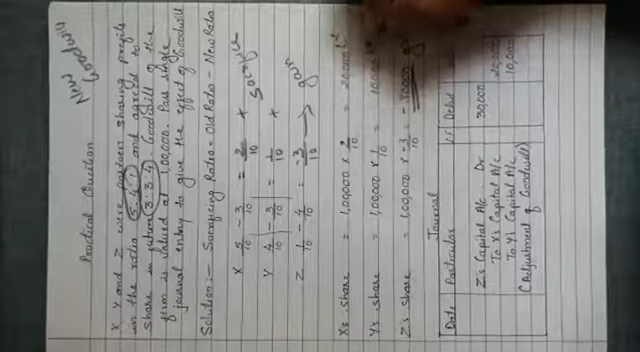 New
Goodwill
Practical Question
X Y and Z were partners sharing profits
in the ratio 5:4:1 and agreed to
share in future 3:3:4 Goodwill of the
firm is valued at 1,00,000. Pass single
journal entry to give the effect of Goodwill
Solution:- Sacrificing Ratio = Old Ratio - New Ratio
X 5/10 - 3/10 = 2/10 + Sacrifice
Y 4/10 - 3/10 = 1/10 +
Z 1/10 - 4/10 = -3/10 → gain
X's share = 1,00,000 × 2/10 = 20,000
Y's share = 1,00,000 × 1/10 = 10,000
Z's share = 1,00,000 × -3/10 = -30,000
Journal
Date Particulars LF Debit
Z's Capital A/c Dr 30,000
To X's Capital A/c 20,000
To Y's Capital A/c 10,000
(Adjustment of Goodwill)